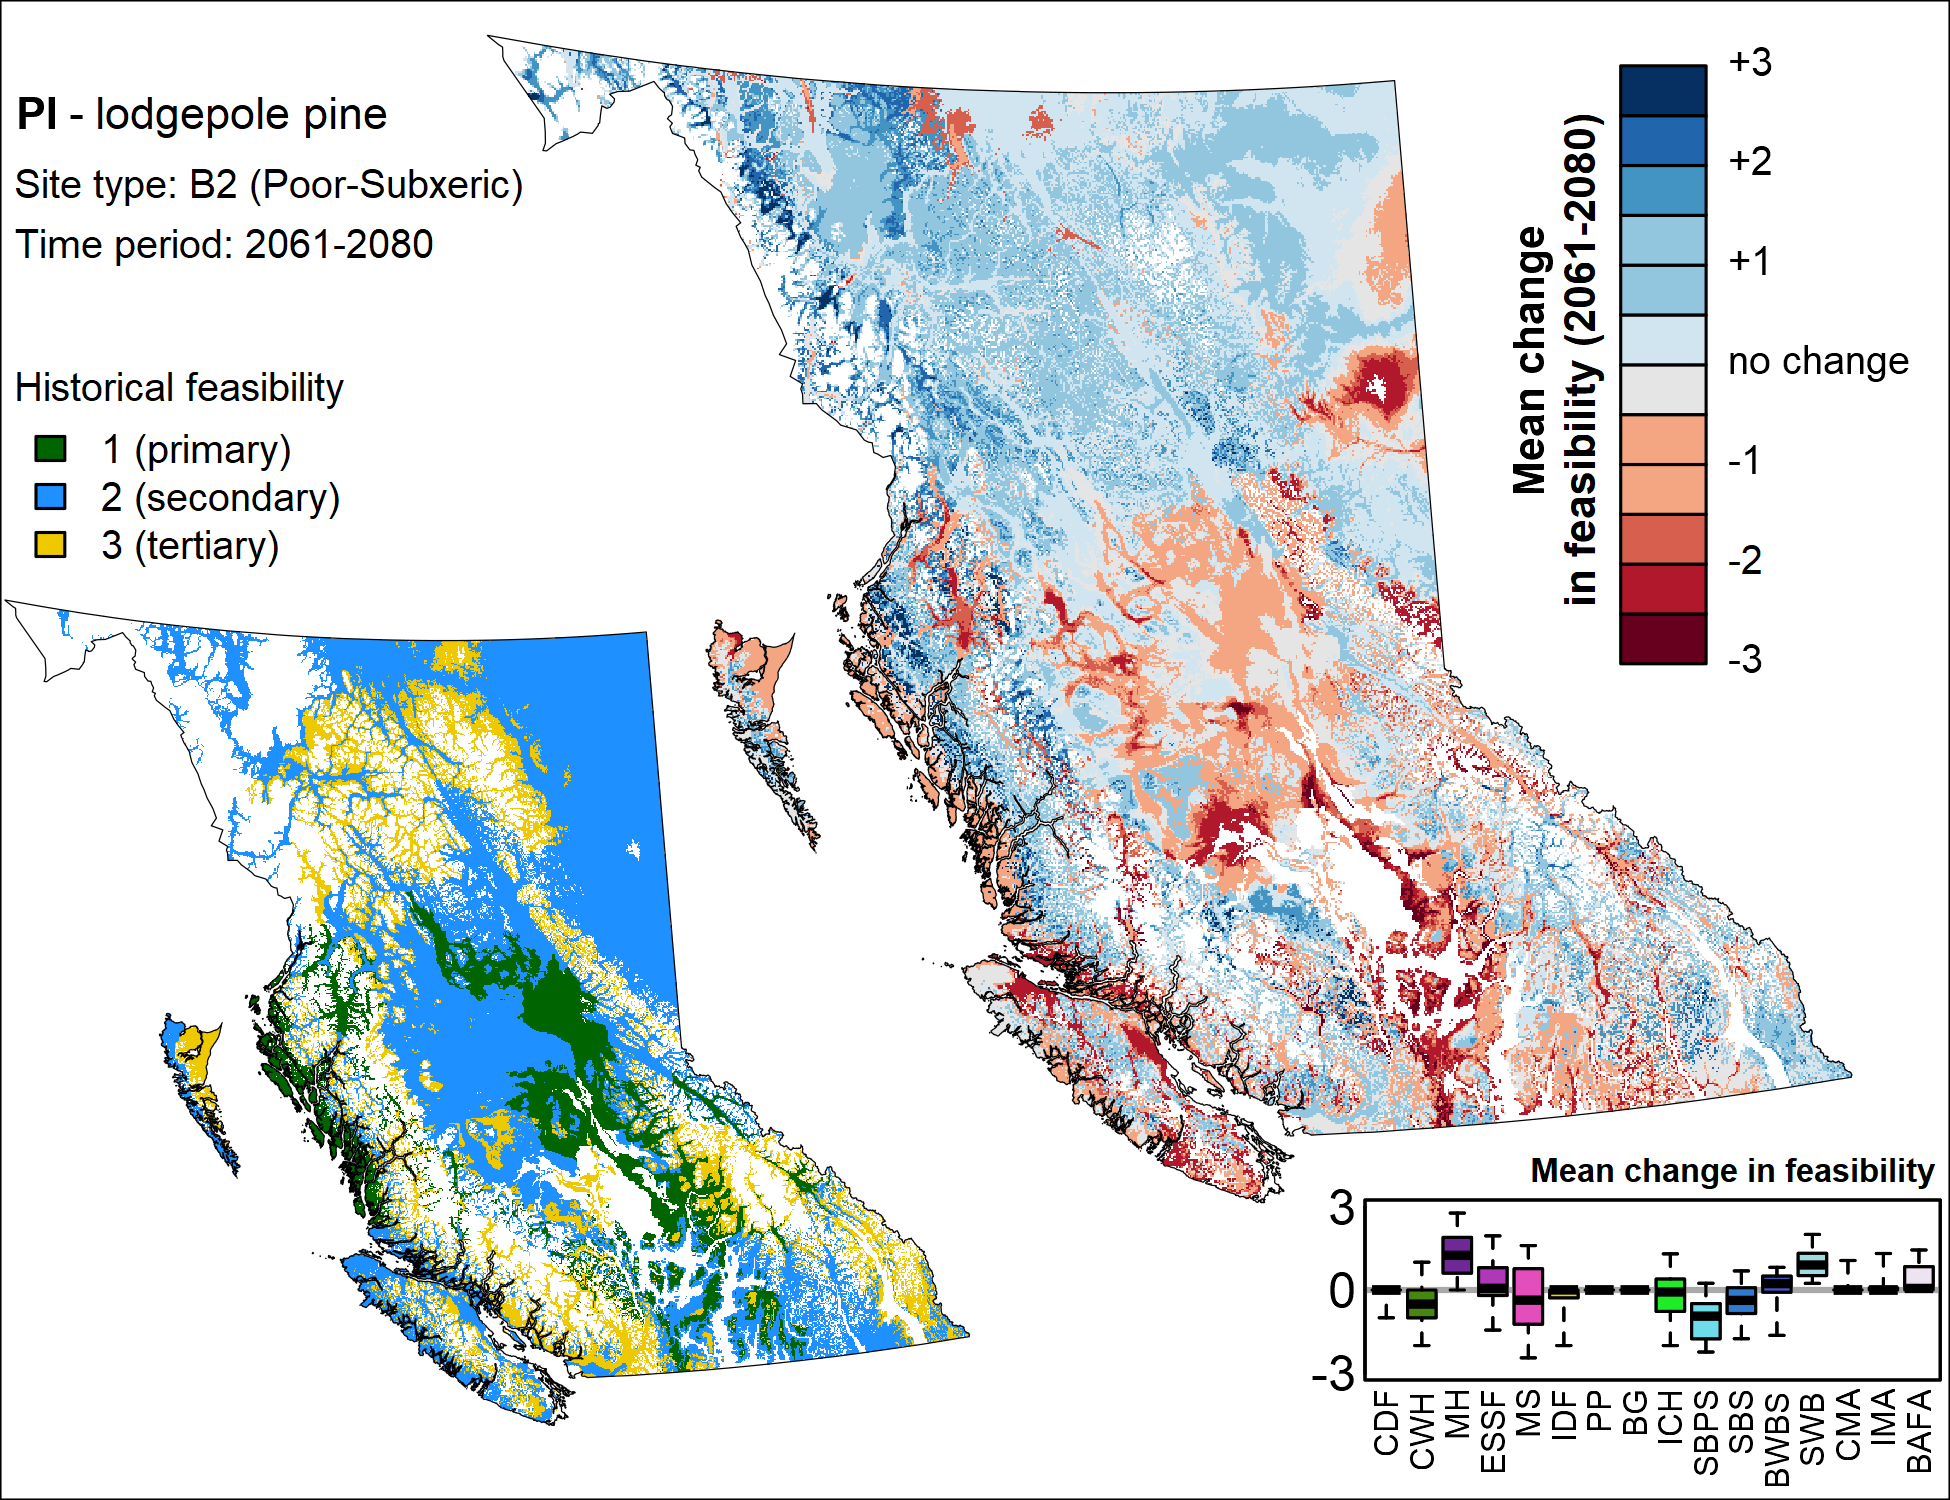 Pl - lodgepole pine
Site type: B2 (Poor-Subxeric)
Time period: 2061-2080
Historical feasibility
1 (primary)
2 (secondary)
3 (tertiary)
Mean change
in feasibility (2061-2080)
+3
+2
+1
no change
-1
-2
-3
Mean change in feasibility
3
0
-3
CDF
CWH
MH
ESSF
MS
IDF
PP
BG
ICH
SBPS
SBS
BWBS
SWB
CMA
IMA
BAFA